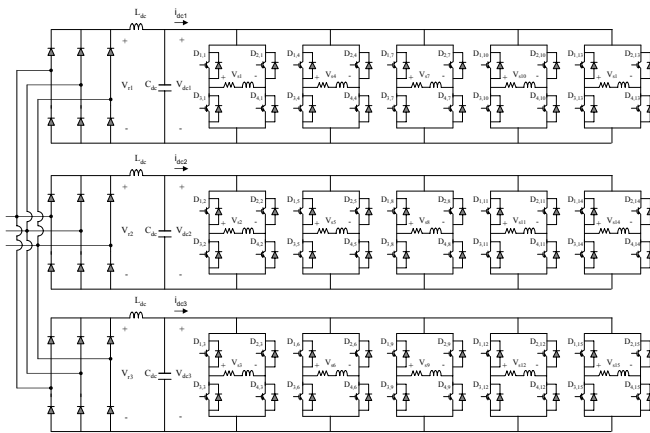 L_dc i_dc1
D_1,1 D_2,1 D_1,4 D_2,4 D_1,7 D_2,7 D_1,10 D_2,10 D_1,13 D_2,13
+ + + V_s1 - + V_s4 - + V_s7 - + V_s10 - + V_s1 -
V_r1 C_dc V_dc1
D_3,1 D_4,1 D_3,4 D_4,4 D_3,7 D_4,7 D_3,10 D_4,10 D_3,13 D_4,13
- -
L_dc i_dc2
D_1,2 D_2,2 D_1,5 D_2,5 D_1,8 D_2,8 D_1,11 D_2,11 D_1,14 D_2,14
+ + + V_s2 - + V_s5 - + V_s8 - + V_s11 - + V_s14 -
V_r2 C_dc V_dc2
D_3,2 D_4,2 D_3,5 D_4,5 D_3,8 D_4,8 D_3,11 D_4,11 D_3,14 D_4,14
- -
L_dc i_dc3
D_1,3 D_2,3 D_1,6 D_2,6 D_1,9 D_2,9 D_1,12 D_2,12 D_1,15 D_2,15
+ + + V_s3 - + V_s6 - + V_s9 - + V_s12 - + V_s15 -
V_r3 C_dc V_dc3
D_3,3 D_4,3 D_3,6 D_4,6 D_3,9 D_4,9 D_3,12 D_4,12 D_3,15 D_4,15
- -